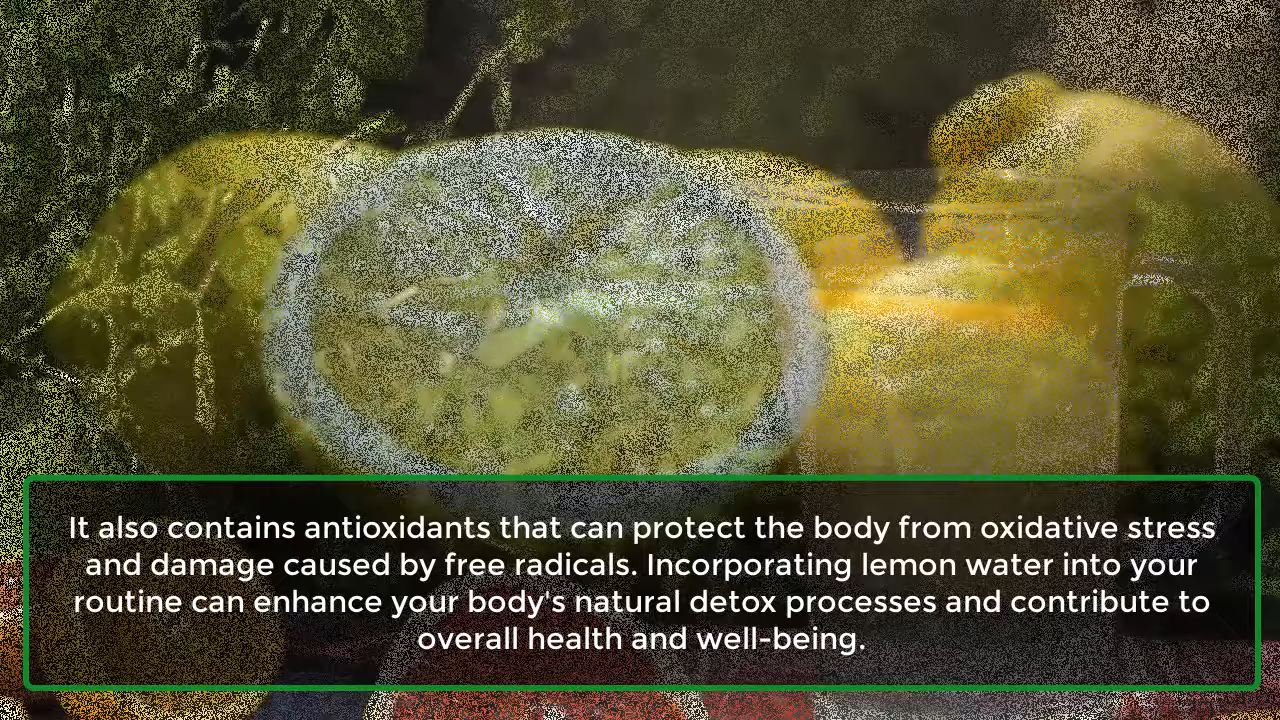 It also contains antioxidants that can protect the body from oxidative stress
and damage caused by free radicals. Incorporating lemon water into your
routine can enhance your body's natural detox processes and contribute to
overall health and well-being.